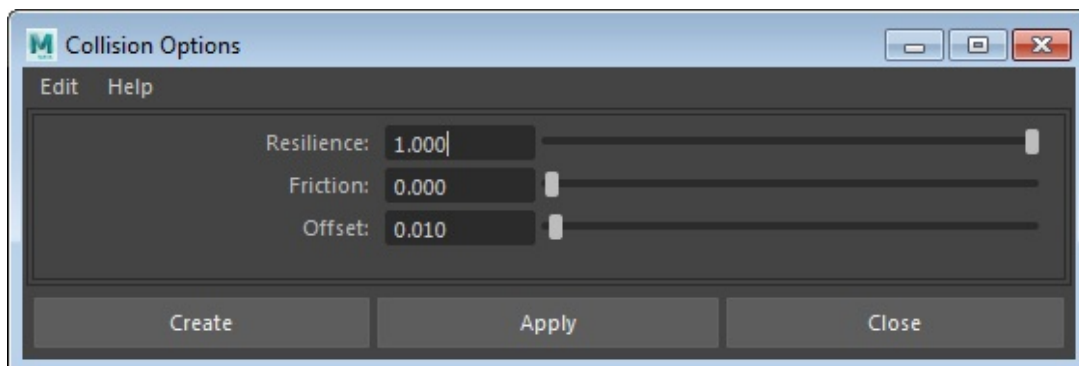 Collision Options
Edit Help
Resilience: 1.000
Friction: 0.000
Offset: 0.010
Create Apply Close